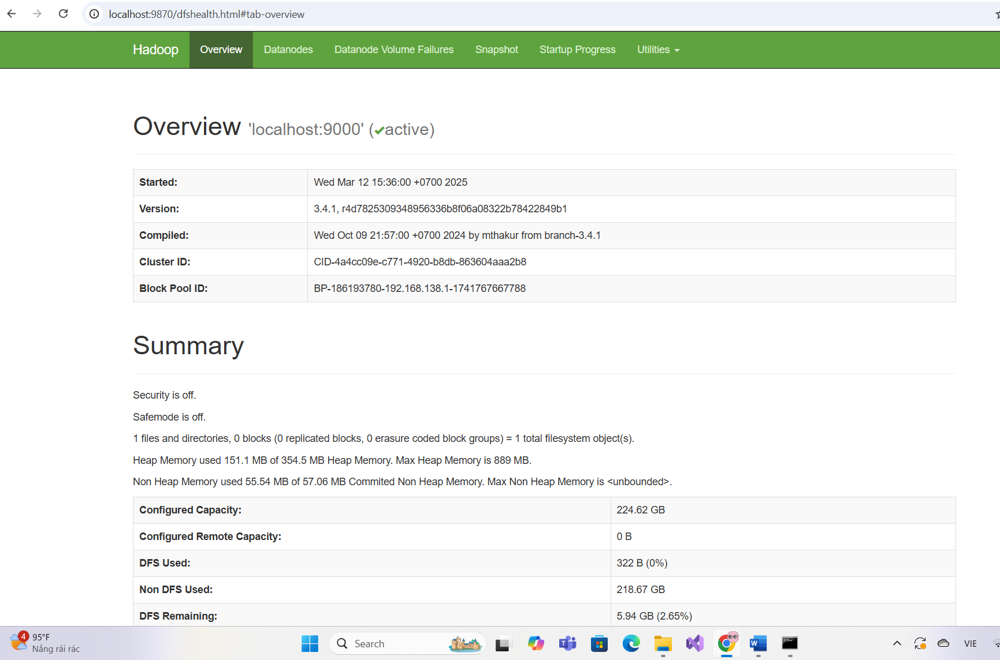 localhost:9870/dfshealth.html#tab-overview
Hadoop Overview Datanodes Datanode Volume Failures Snapshot Startup Progress Utilities
Overview 'localhost:9000' (✔active)
Started: Wed Mar 12 15:36:00 +0700 2025
Version: 3.4.1, r4d7825309348956336b8f06a08322b78422849b1
Compiled: Wed Oct 09 21:57:00 +0700 2024 by mthakur from branch-3.4.1
Cluster ID: CID-4a4cc09e-c771-4920-b8db-863604aaa2b8
Block Pool ID: BP-186193780-192.168.138.1-1741767667788
Summary
Security is off.
Safemode is off.
1 files and directories, 0 blocks (0 replicated blocks, 0 erasure coded block groups) = 1 total filesystem object(s).
Heap Memory used 151.1 MB of 354.5 MB Heap Memory. Max Heap Memory is 889 MB.
Non Heap Memory used 55.54 MB of 57.06 MB Commited Non Heap Memory. Max Non Heap Memory is <unbounded>.
Configured Capacity: 224.62 GB
Configured Remote Capacity: 0 B
DFS Used: 322 B (0%)
Non DFS Used: 218.67 GB
DFS Remaining: 5.94 GB (2.65%)
4 95°F
Nắng rải rác
Search
VIE